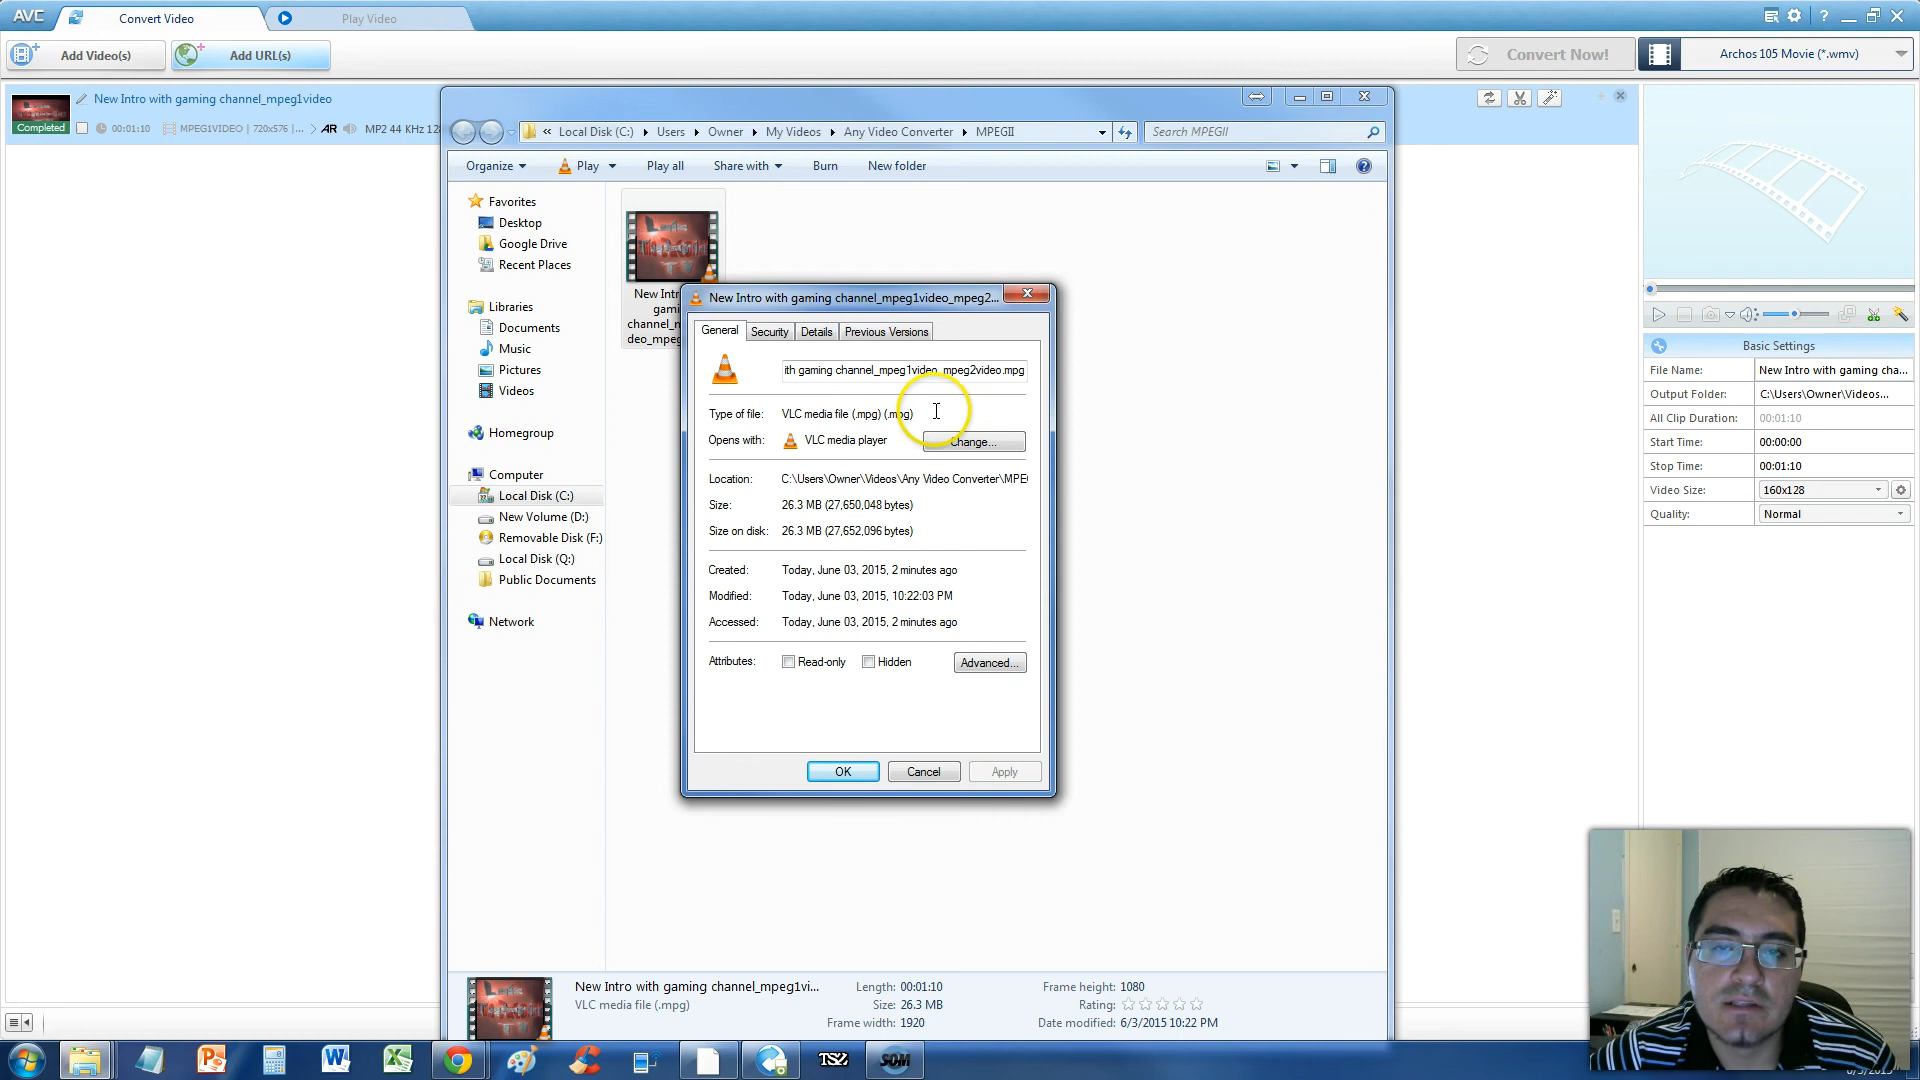 AVC
Convert Video
Play Video
?
Add Video(s)
Add URL(s)
Convert Now!
Archos 105 Movie (*.wmv)
New Intro with gaming channel_mpeg1video
Completed
00:01:10
MPEG1VIDEO | 720x576 | ...
AR
MP2 44 KHz 128
« Local Disk (C:) Users Owner My Videos Any Video Converter MPEGII
Search MPEGII
Organize
Play
Play all
Share with
Burn
New folder
Favorites
Desktop
Google Drive
Recent Places
Libraries
Documents
Music
Pictures
Videos
Homegroup
Computer
Local Disk (C:)
New Volume (D:)
Removable Disk (F:)
Local Disk (Q:)
Public Documents
Network
New Intro with gaming channel_mpeg1video_mpeg2...
General
Security
Details
Previous Versions
ith gaming channel_mpeg1video_mpeg2video.mpg
Type of file: VLC media file (.mpg) (.mpg)
Opens with: VLC media player
Change...
Location: C:\Users\Owner\Videos\Any Video Converter\MPE
Size: 26.3 MB (27,650,048 bytes)
Size on disk: 26.3 MB (27,652,096 bytes)
Created: Today, June 03, 2015, 2 minutes ago
Modified: Today, June 03, 2015, 10:22:03 PM
Accessed: Today, June 03, 2015, 2 minutes ago
Attributes: Read-only Hidden
Advanced...
OK
Cancel
Apply
New Intro with gaming channel_mpeg1vi...
VLC media file (.mpg)
Length: 00:01:10
Size: 26.3 MB
Frame width: 1920
Frame height: 1080
Rating:
Date modified: 6/3/2015 10:22 PM
Basic Settings
File Name: New Intro with gaming cha...
Output Folder: C:\Users\Owner\Videos...
All Clip Duration: 00:01:10
Start Time: 00:00:00
Stop Time: 00:01:10
Video Size: 160x128
Quality: Normal
TS2
SOM